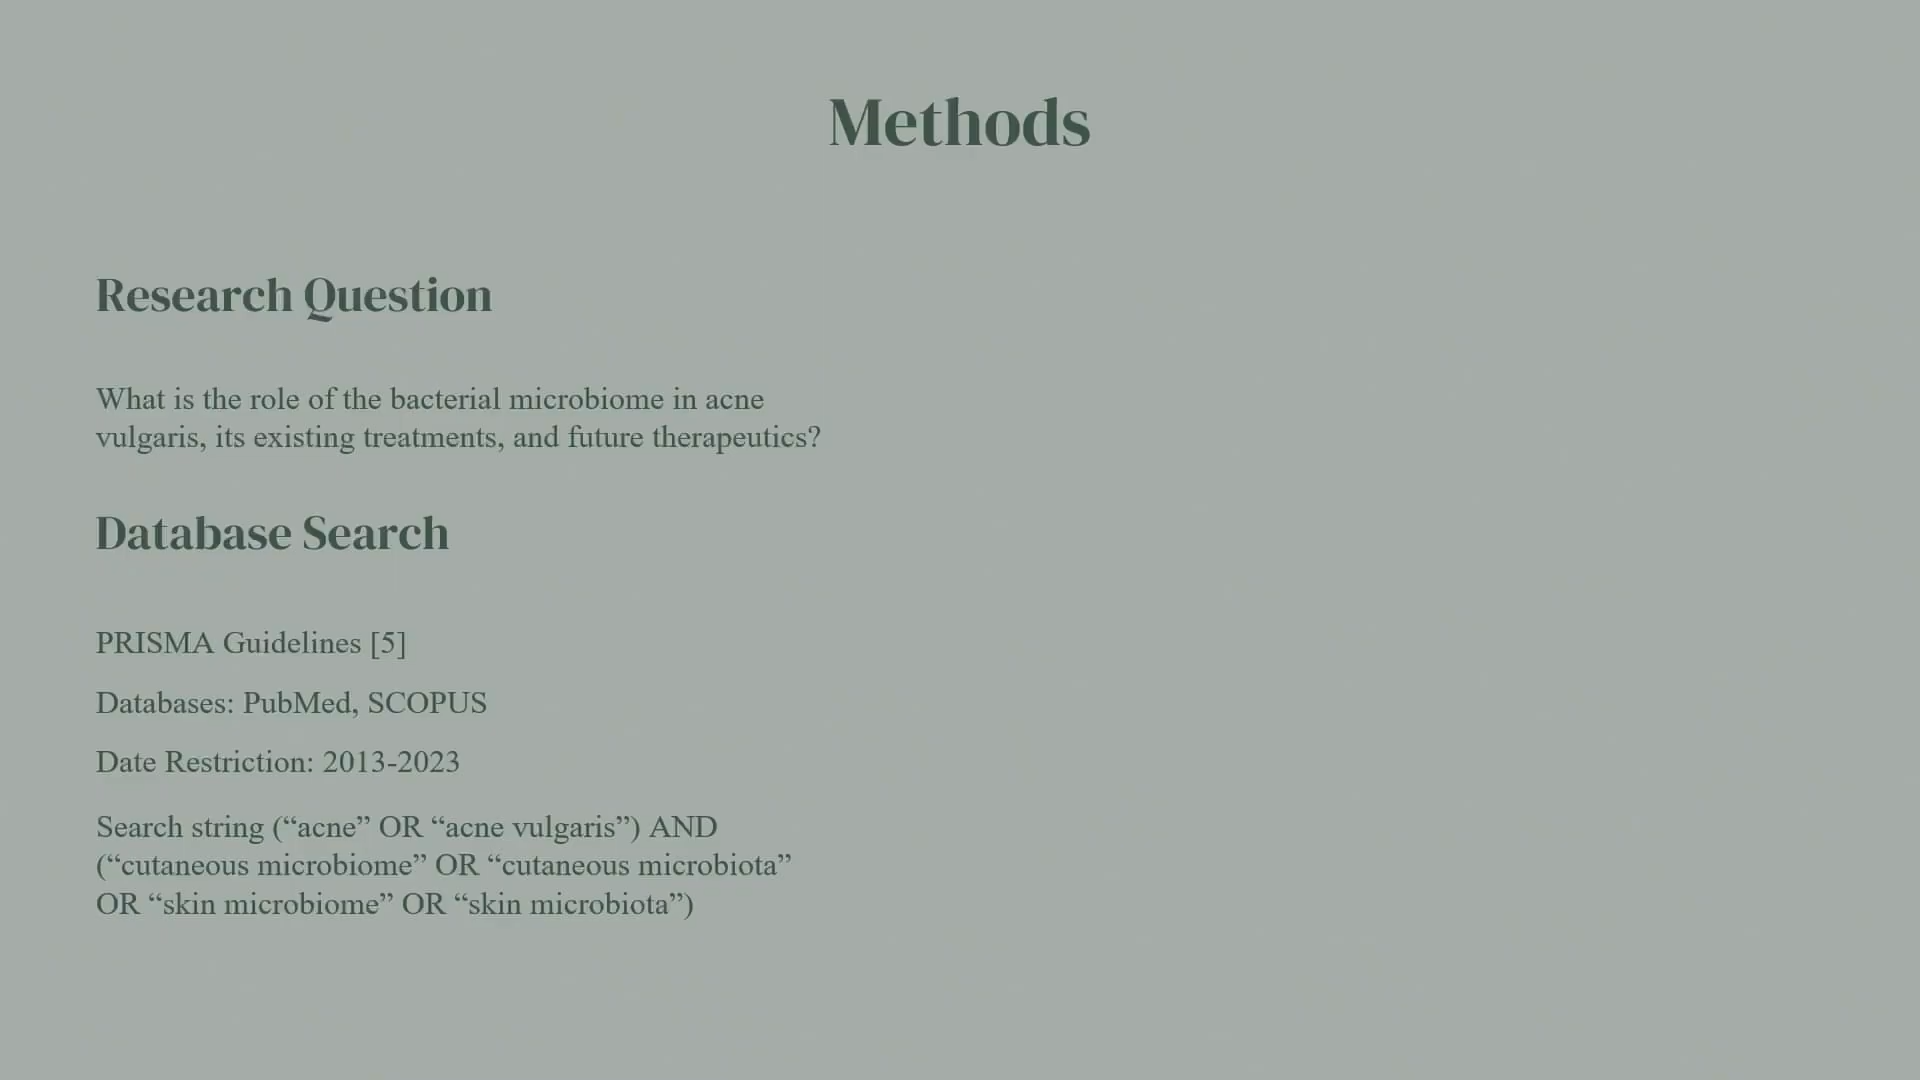 Methods
Research Question
What is the role of the bacterial microbiome in acne
vulgaris, its existing treatments, and future therapeutics?
Database Search
PRISMA Guidelines [5]
Databases: PubMed, SCOPUS
Date Restriction: 2013-2023
Search string (“acne” OR “acne vulgaris”) AND
(“cutaneous microbiome” OR “cutaneous microbiota”
OR “skin microbiome” OR “skin microbiota”)